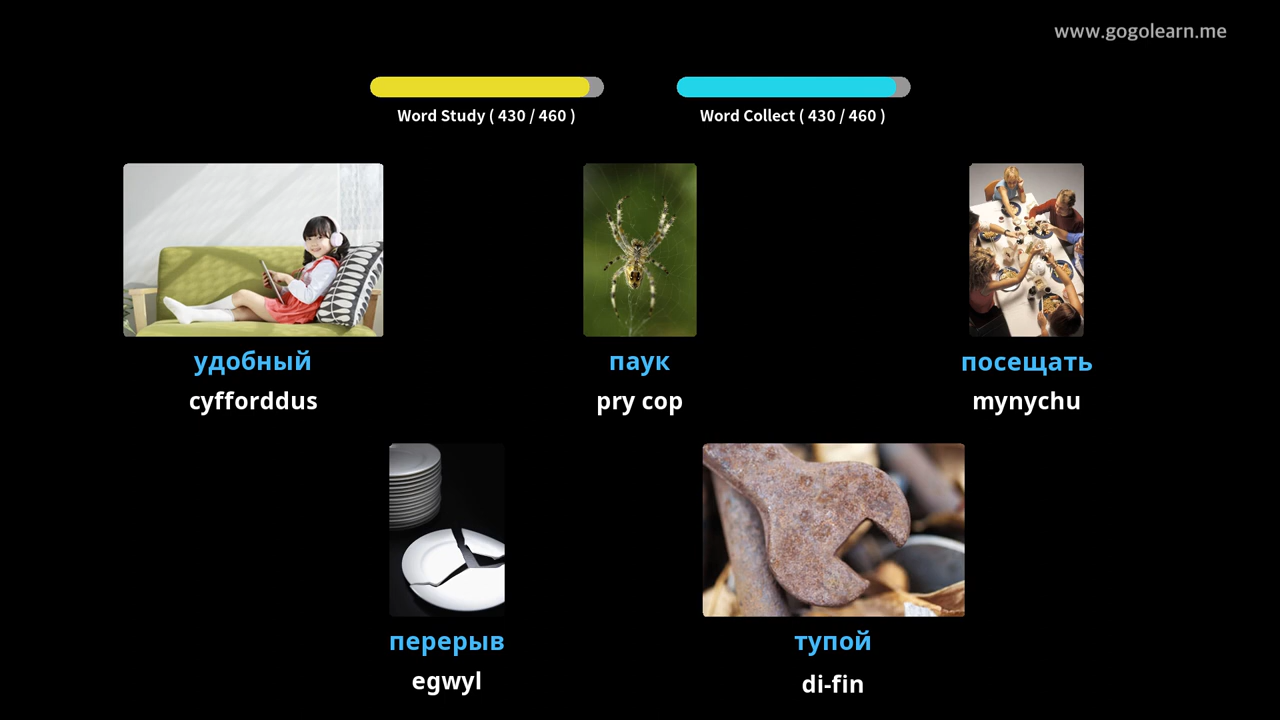 www.gogolearn.me
Word Study ( 430 / 460 )
Word Collect ( 430 / 460 )
удобный
cyfforddus
паук
pry cop
посещать
mynychu
перерыв
egwyl
тупой
di-fin